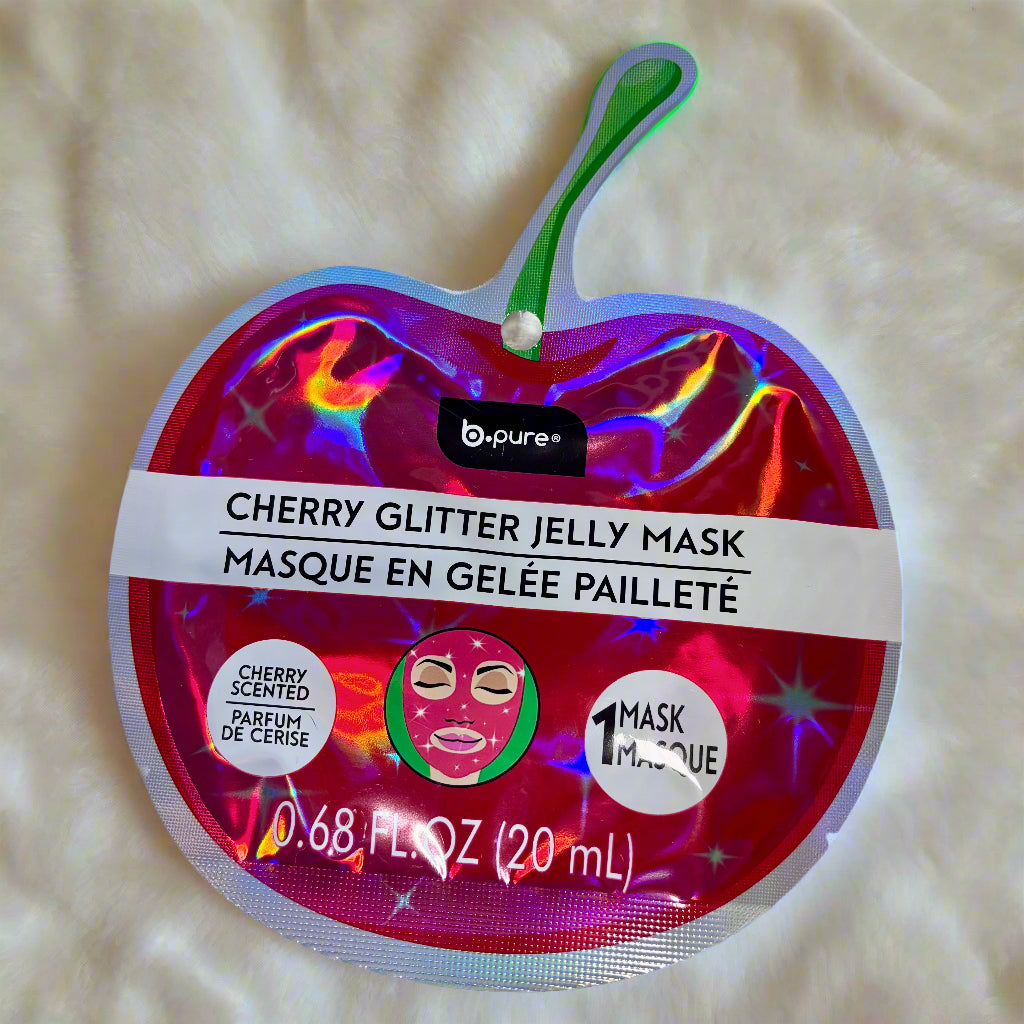 b.pure®
CHERRY GLITTER JELLY MASK
MASQUE EN GELÉE PAILLETÉ
CHERRY
SCENTED
PARFUM
DE CERISE
1 MASK
MASQUE
0.68 FL. OZ (20 mL)